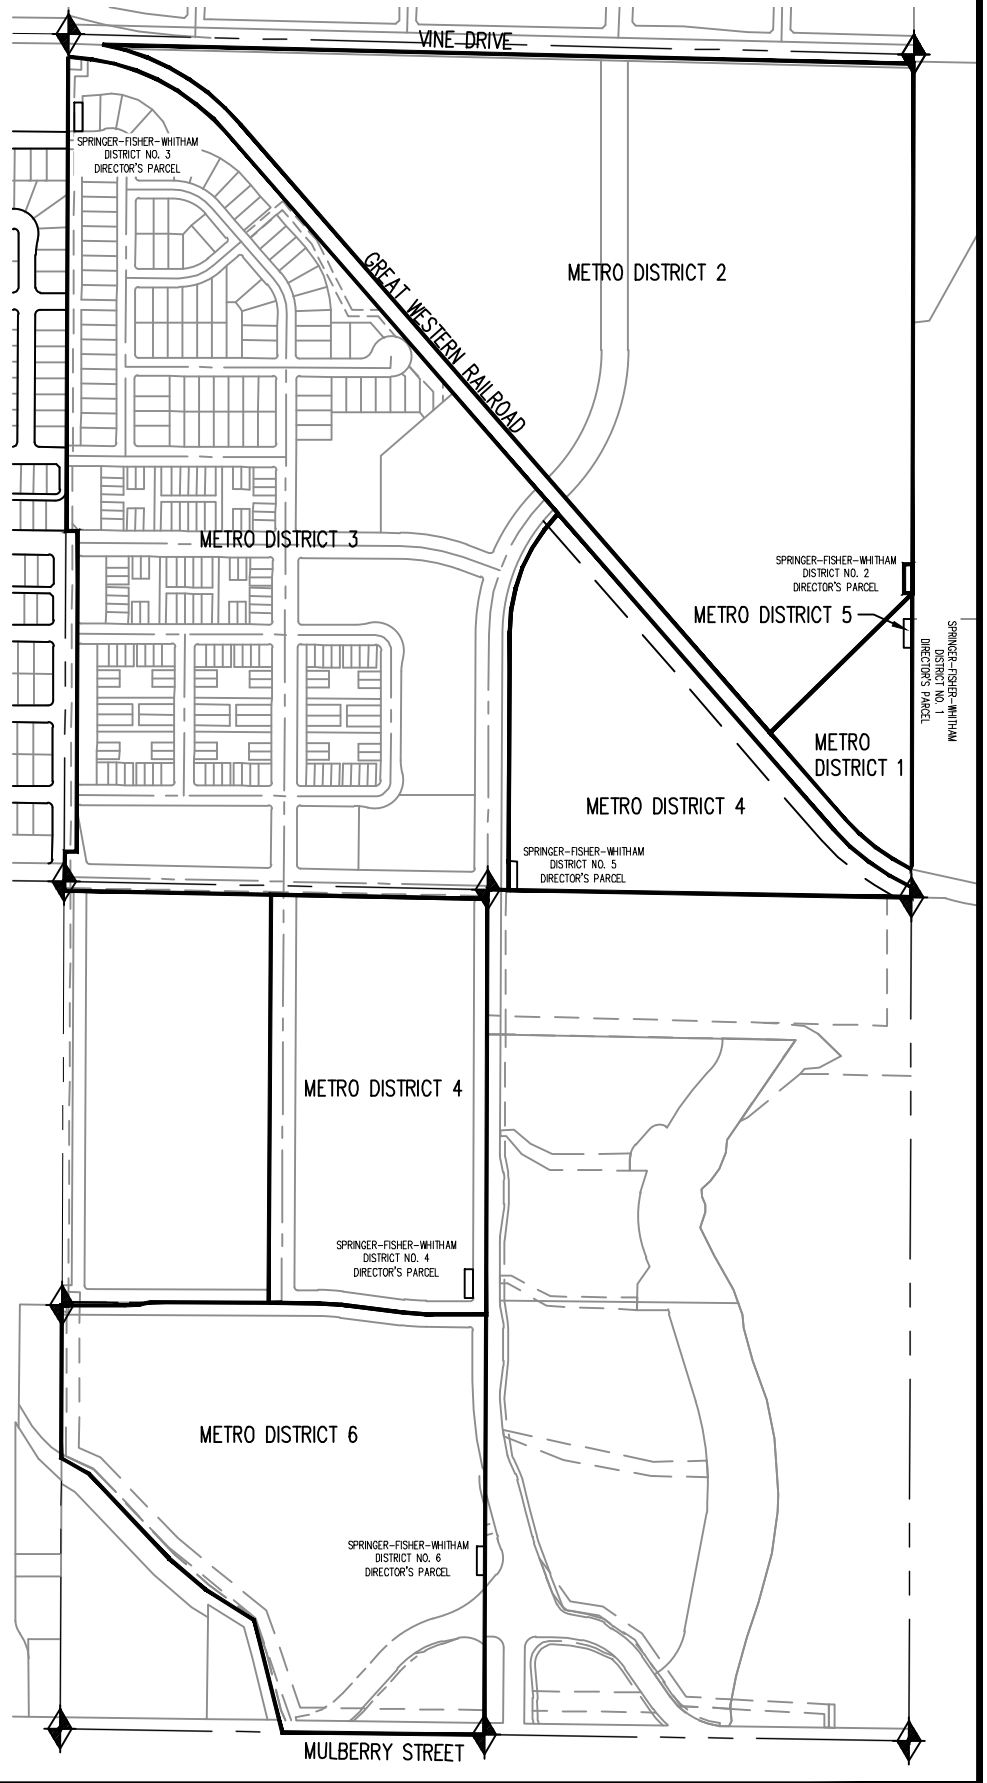 VINE DRIVE
SPRINGER-FISHER-WHITHAM
DISTRICT NO. 3
DIRECTOR'S PARCEL
GREAT WESTERN RAILROAD
METRO DISTRICT 2
METRO DISTRICT 3
SPRINGER-FISHER-WHITHAM
DISTRICT NO. 2
DIRECTOR'S PARCEL
METRO DISTRICT 5
SPRINGER-FISHER-WHITHAM
DISTRICT NO. 1
DIRECTOR'S PARCEL
METRO
DISTRICT 1
METRO DISTRICT 4
SPRINGER-FISHER-WHITHAM
DISTRICT NO. 5
DIRECTOR'S PARCEL
METRO DISTRICT 4
SPRINGER-FISHER-WHITHAM
DISTRICT NO. 4
DIRECTOR'S PARCEL
METRO DISTRICT 6
SPRINGER-FISHER-WHITHAM
DISTRICT NO. 6
DIRECTOR'S PARCEL
MULBERRY STREET